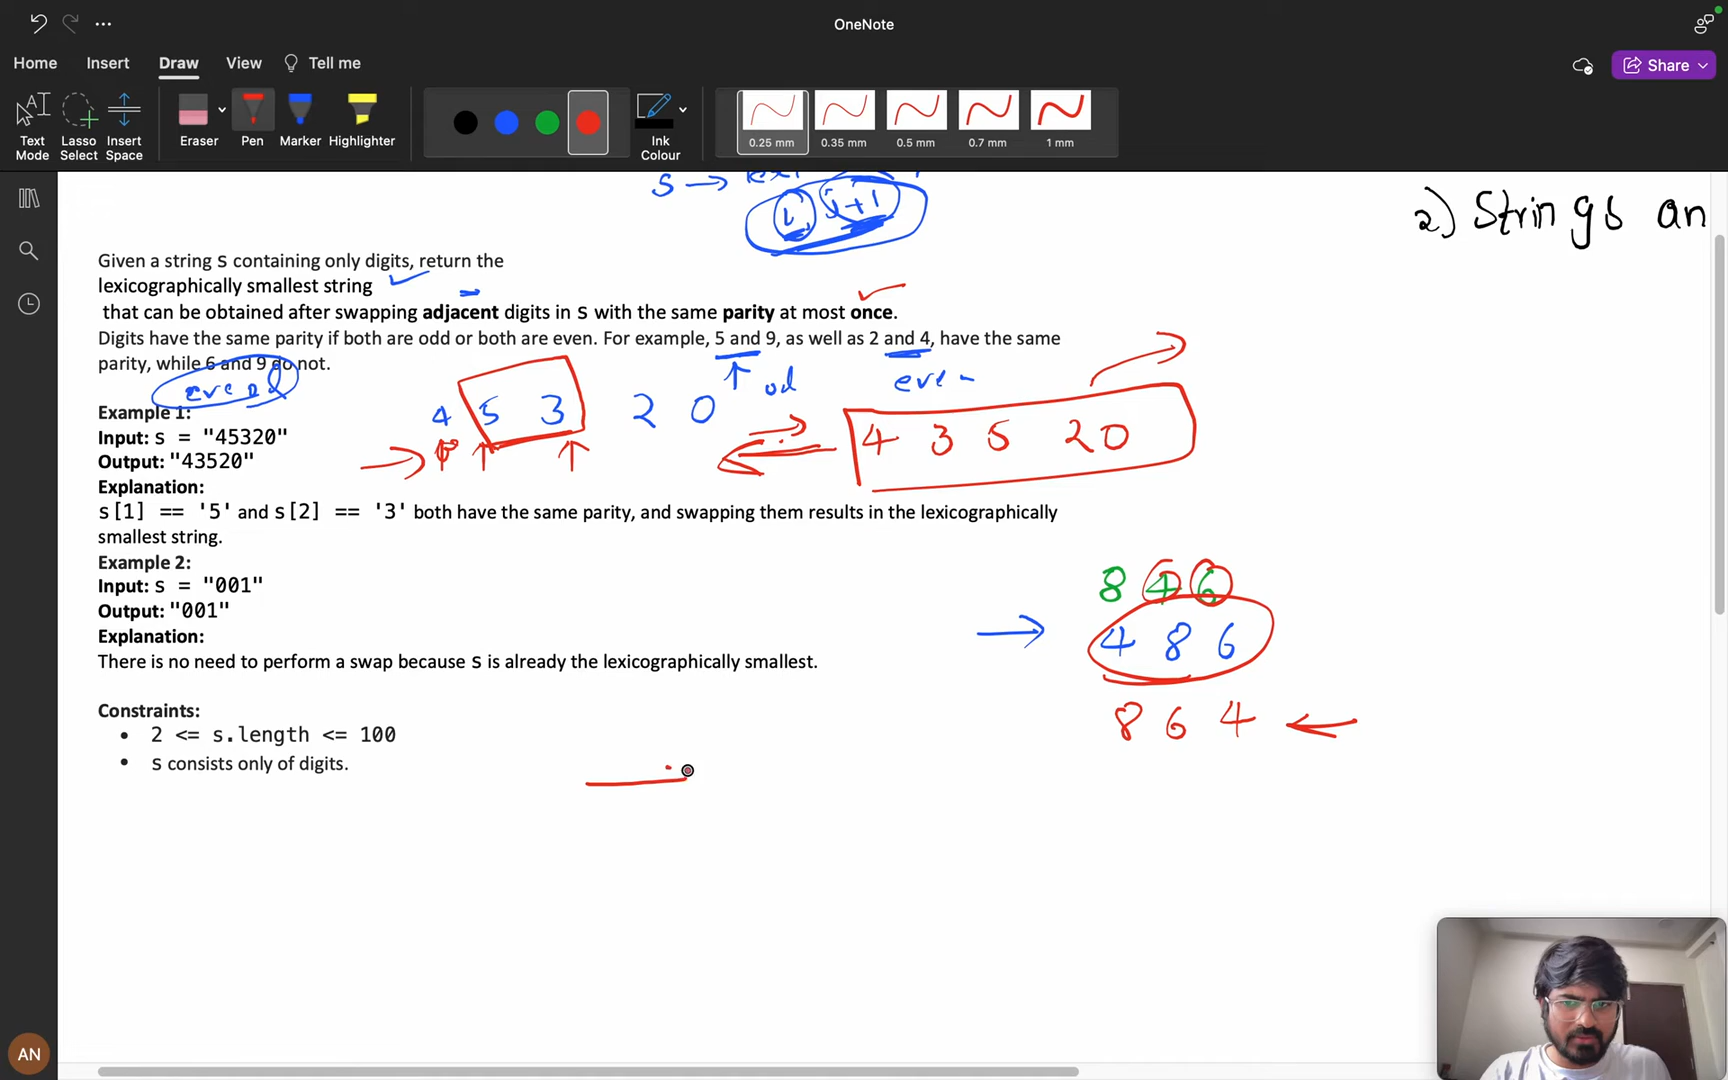 OneNote
Home Insert Draw View Tell me Share
Text Mode Lasso Select Insert Space Eraser Pen Marker Highlighter Ink Colour 0.25 mm 0.35 mm 0.5 mm 0.7 mm 1 mm
s →
i, i+1
2) Strings an
Given a string s containing only digits, return the
lexicographically smallest string
that can be obtained after swapping adjacent digits in s with the same parity at most once.
Digits have the same parity if both are odd or both are even. For example, 5 and 9, as well as 2 and 4, have the same
parity, while 6 and 9 do not.
od
4 5 3 2 0
4 3 5 2 0
Example 1:
Input: s = "45320"
Output: "43520"
Explanation:
s[1] == '5' and s[2] == '3' both have the same parity, and swapping them results in the lexicographically
smallest string.
Example 2:
Input: s = "001"
Output: "001"
Explanation:
There is no need to perform a swap because s is already the lexicographically smallest.
8 4 6
→ 4 8 6
8 6 4 ←
Constraints:
• 2 <= s.length <= 100
• s consists only of digits.
AN